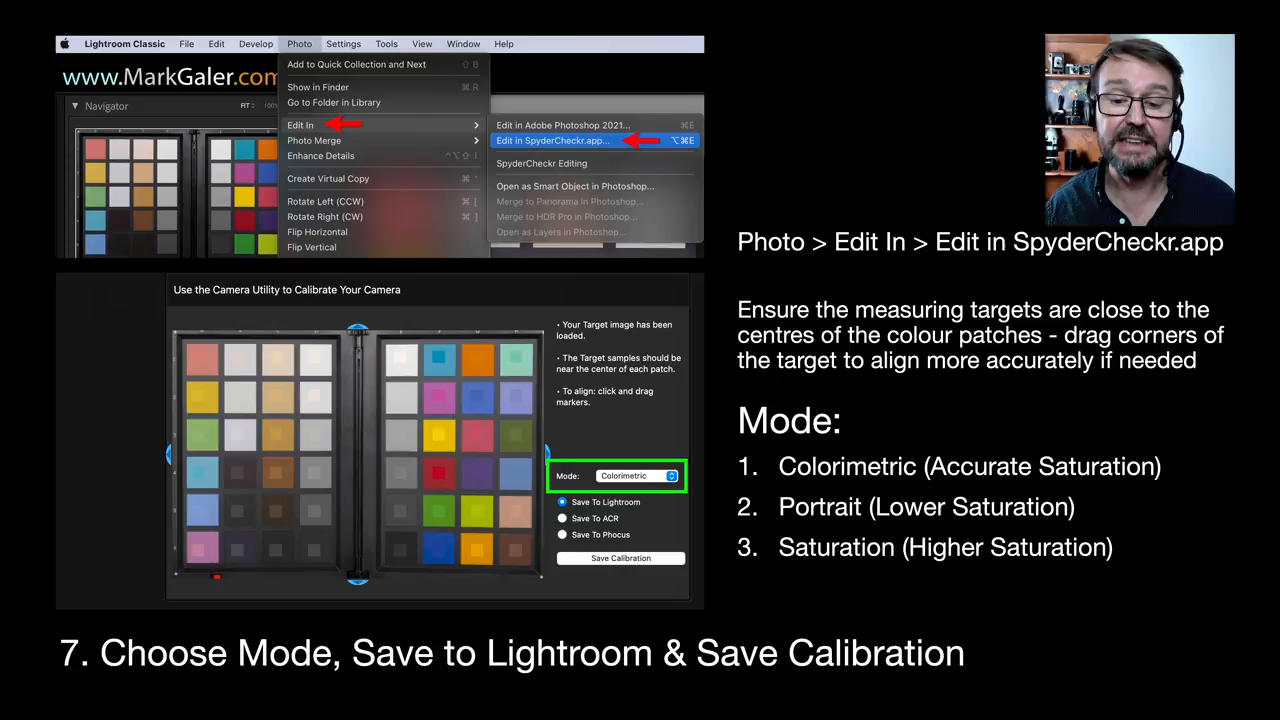 Lightroom Classic File Edit Develop Photo Settings Tools View Window Help
www.MarkGaler.com
Navigator FIT 100%
Add to Quick Collection and Next ⇧ B
Show in Finder ⌘ R
Go to Folder in Library
Edit In
Photo Merge
Enhance Details
Create Virtual Copy ⌘ '
Rotate Left (CCW) ⌘ [
Rotate Right (CW) ⌘ ]
Flip Horizontal
Flip Vertical
Edit in Adobe Photoshop 2021... ⌘E
Edit in SpyderCheckr.app... ⌥⌘E
SpyderCheckr Editing
Open as Smart Object in Photoshop...
Merge to Panorama in Photoshop...
Merge to HDR Pro in Photoshop...
Open as Layers in Photoshop...
Use the Camera Utility to Calibrate Your Camera
• Your Target image has been
loaded.
• The Target samples should be
near the center of each patch.
• To align: click and drag
markers.
Mode: Colorimetric
Save To Lightroom
Save To ACR
Save To Phocus
Save Calibration
Photo > Edit In > Edit in SpyderCheckr.app
Ensure the measuring targets are close to the
centres of the colour patches - drag corners of
the target to align more accurately if needed
Mode:
1. Colorimetric (Accurate Saturation)
2. Portrait (Lower Saturation)
3. Saturation (Higher Saturation)
7. Choose Mode, Save to Lightroom & Save Calibration